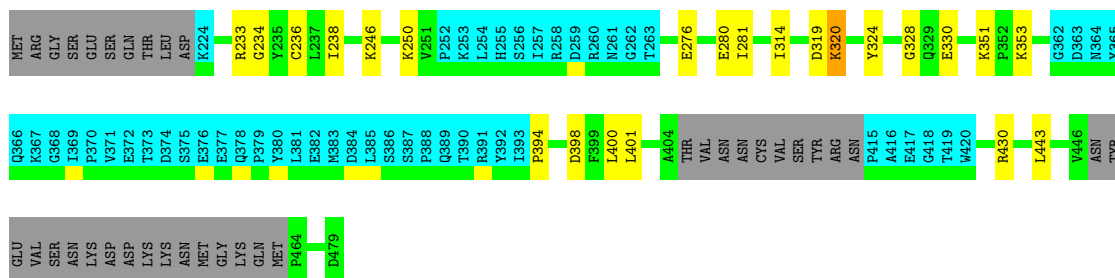 MET ARG GLY SER GLU SER GLN THR LEU ASP K224 R233 G234 Y235 C236 L237 I238 K246 K250 V251 P252 K253 L254 H255 S256 I257 R258 D259 R260 N261 G262 T263 E276 E280 I281 I314 D319 K320 Y324 G328 Q329 E330 K351 P352 K353 G362 D363 N364 Y365
Q366 K367 G368 I369 P370 V371 E372 T373 D374 S375 E376 E377 Q378 P379 Y380 L381 E382 M383 D384 L385 S386 S387 P388 Q389 T390 R391 Y392 I393 P394 D398 F399 L400 L401 A404 THR VAL ASN ASN CYS VAL SER TYR ARG ASN P415 A416 E417 G418 T419 W420 R430 L443 V446 ASN TYR
GLU VAL SER ASN LYS ASP ASP LYS LYS ASN MET GLY LYS GLN MET P464 D479